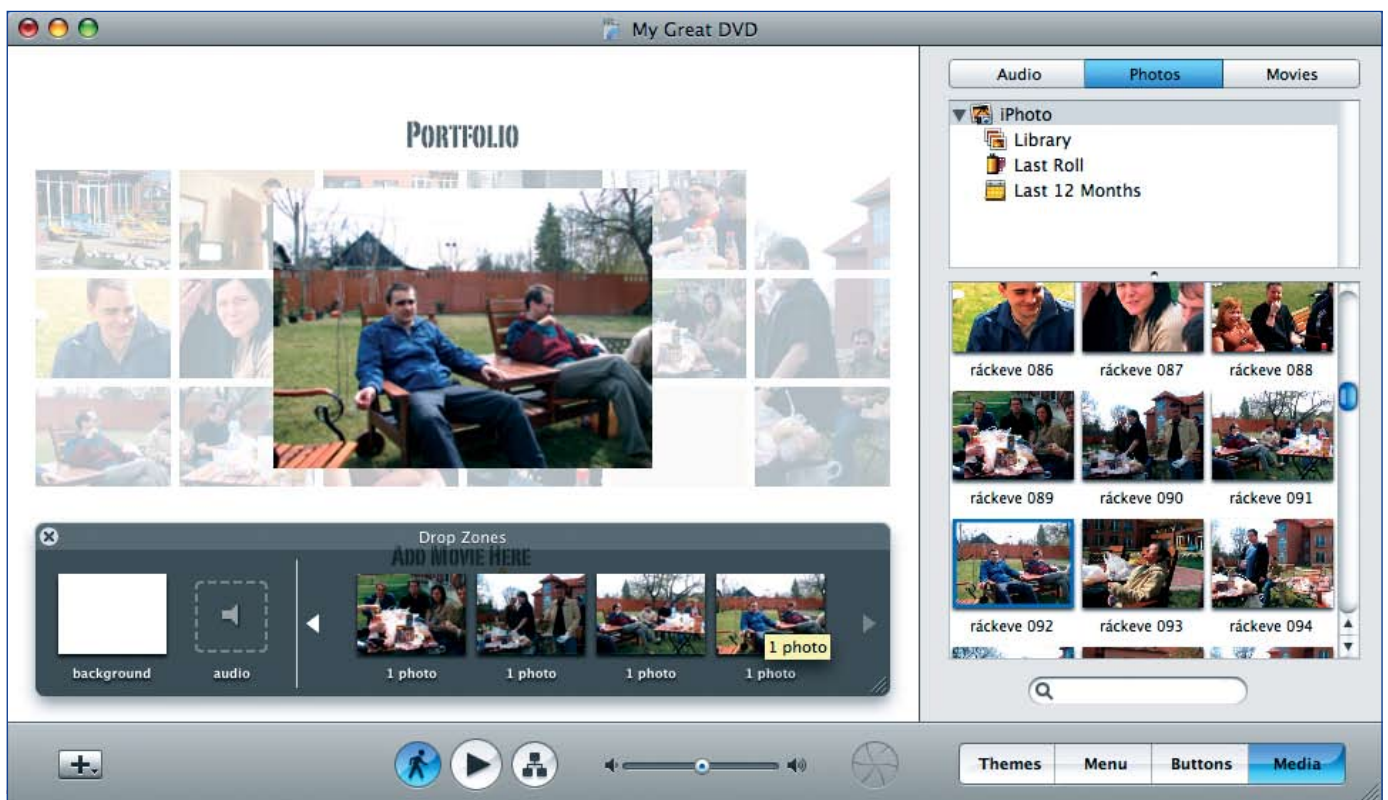 My Great DVD
Audio Photos Movies
iPhoto
Library
Last Roll
Last 12 Months
PORTFOLIO
ráckeve 086 ráckeve 087 ráckeve 088
ráckeve 089 ráckeve 090 ráckeve 091
ráckeve 092 ráckeve 093 ráckeve 094
Drop Zones
ADD MOVIE HERE
1 photo
background audio 1 photo 1 photo 1 photo 1 photo
Themes Menu Buttons Media